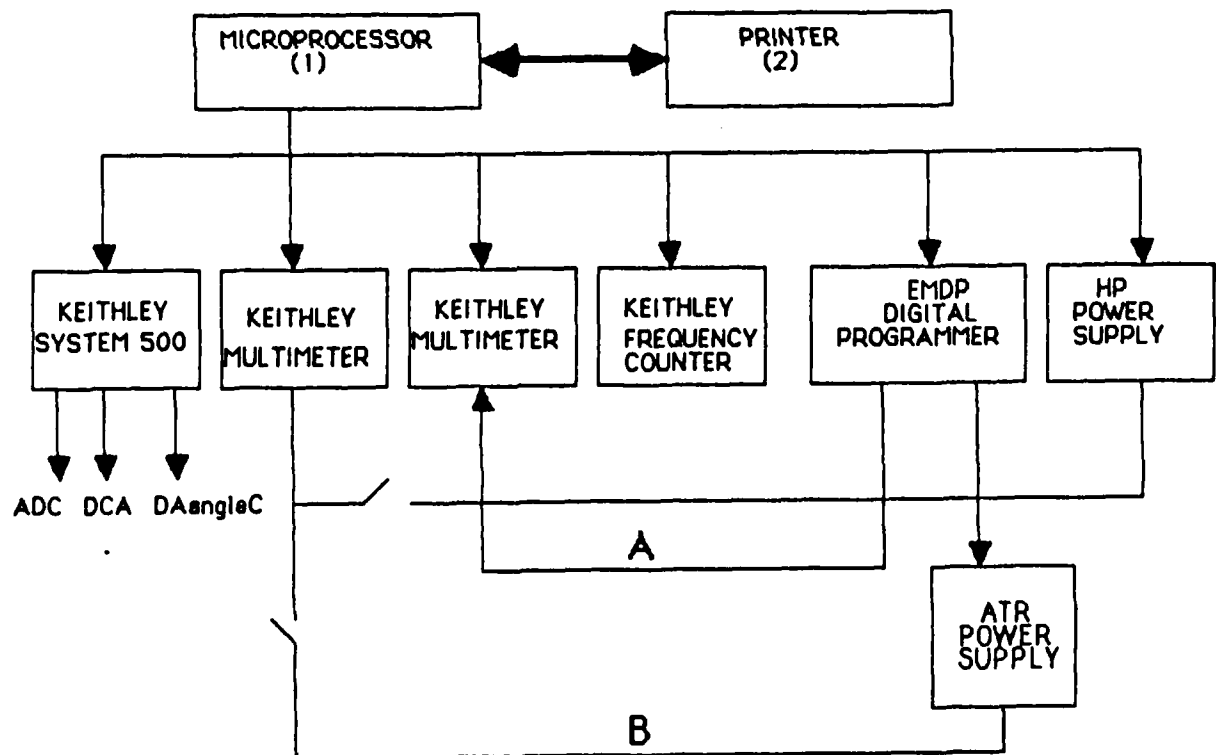 MICROPROCESSOR
(1)
PRINTER
(2)
KEITHLEY
SYSTEM 500
KEITHLEY
MULTIMETER
KEITHLEY
MULTIMETER
KEITHLEY
FREQUENCY
COUNTER
EMDP
DIGITAL
PROGRAMMER
HP
POWER
SUPPLY
ADC DCA DAangleC
A
ATR
POWER
SUPPLY
B